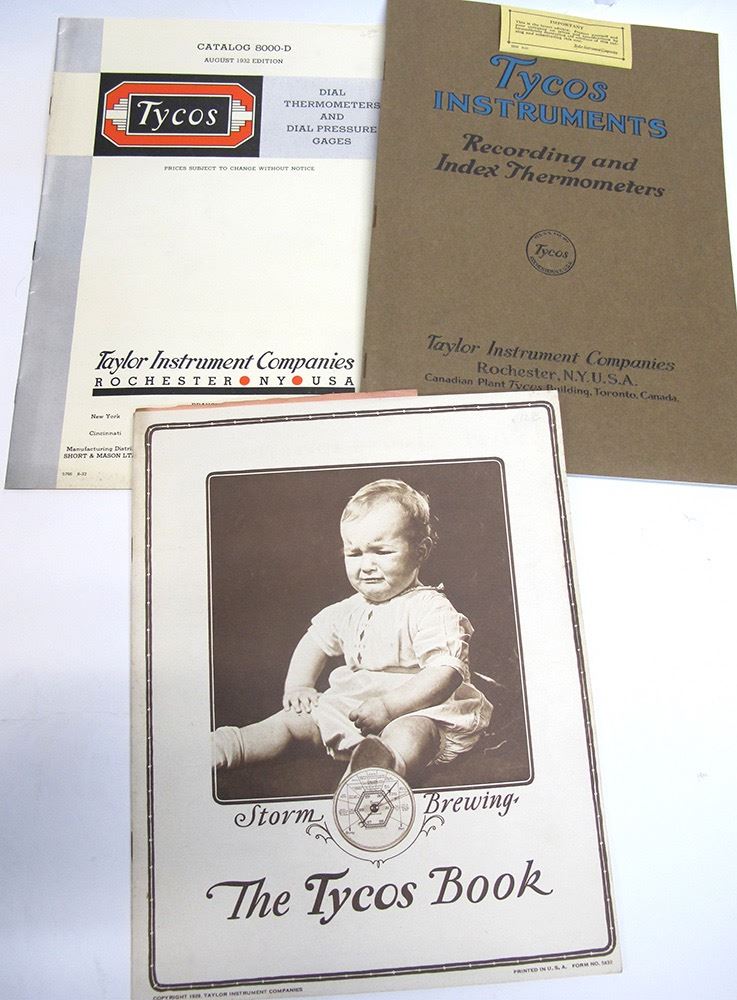 CATALOG 8000-D
AUGUST 1932 EDITION
Tycos
DIAL
THERMOMETERS
AND
DIAL PRESSURE
GAGES
PRICES SUBJECT TO CHANGE WITHOUT NOTICE
Taylor Instrument Companies
ROCHESTER NY USA
New York
Cincinnati
Manufacturing Distri
SHORT & MASON LT
IMPORTANT
Taylor Instrument Companies
Tycos
INSTRUMENTS
Recording and
Index Thermometers
Tycos
Taylor Instrument Companies
Rochester, N.Y. U.S.A.
Canadian Plant Tycos Building, Toronto, Canada.
Storm Brewing
The Tycos Book
COPYRIGHT 1929, TAYLOR INSTRUMENT COMPANIES
PRINTED IN U. S. A. FORM NO.